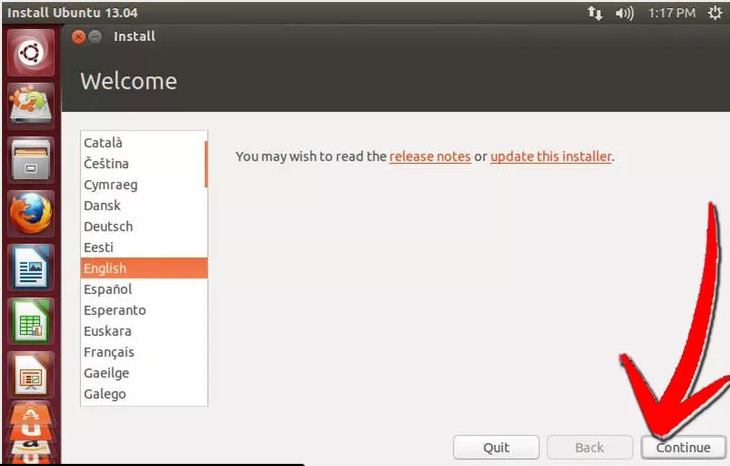 Install Ubuntu 13.04
1:17 PM
Install
Welcome
Català
Čeština
Cymraeg
Dansk
Deutsch
Eesti
English
Español
Esperanto
Euskara
Français
Gaeilge
Galego
You may wish to read the release notes or update this installer.
Quit
Back
Continue